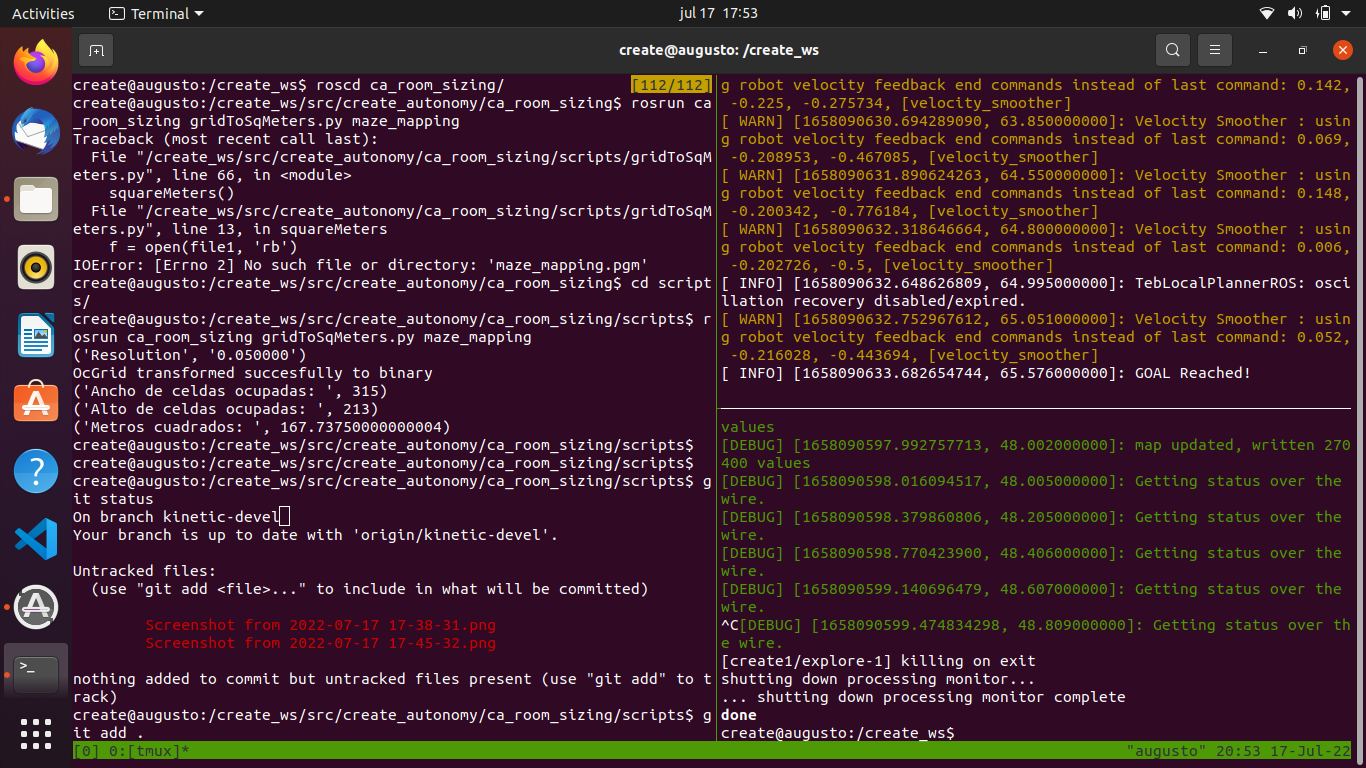 Activities
Terminal
jul 17 17:53
create@augusto: /create_ws
create@augusto:/create_ws$ roscd ca_room_sizing/
[112/112]
create@augusto:/create_ws/src/create_autonomy/ca_room_sizing$ rosrun ca
_room_sizing gridToSqMeters.py maze_mapping
Traceback (most recent call last):
  File "/create_ws/src/create_autonomy/ca_room_sizing/scripts/gridToSqM
eters.py", line 66, in <module>
    squareMeters()
  File "/create_ws/src/create_autonomy/ca_room_sizing/scripts/gridToSqM
eters.py", line 13, in squareMeters
    f = open(file1, 'rb')
IOError: [Errno 2] No such file or directory: 'maze_mapping.pgm'
create@augusto:/create_ws/src/create_autonomy/ca_room_sizing$ cd script
s/
create@augusto:/create_ws/src/create_autonomy/ca_room_sizing/scripts$ r
osrun ca_room_sizing gridToSqMeters.py maze_mapping
('Resolution', '0.050000')
OcGrid transformed succesfully to binary
('Ancho de celdas ocupadas: ', 315)
('Alto de celdas ocupadas: ', 213)
('Metros cuadrados: ', 167.73750000000004)
create@augusto:/create_ws/src/create_autonomy/ca_room_sizing/scripts$
create@augusto:/create_ws/src/create_autonomy/ca_room_sizing/scripts$
create@augusto:/create_ws/src/create_autonomy/ca_room_sizing/scripts$ g
it status
On branch kinetic-devel
Your branch is up to date with 'origin/kinetic-devel'.
Untracked files:
  (use "git add <file>..." to include in what will be committed)
        Screenshot from 2022-07-17 17-38-31.png
        Screenshot from 2022-07-17 17-45-32.png
nothing added to commit but untracked files present (use "git add" to t
rack)
create@augusto:/create_ws/src/create_autonomy/ca_room_sizing/scripts$ g
it add .
g robot velocity feedback end commands instead of last command: 0.142,
 -0.225, -0.275734, [velocity_smoother]
[ WARN] [1658090630.694289090, 63.850000000]: Velocity Smoother : usin
g robot velocity feedback end commands instead of last command: 0.069,
 -0.208953, -0.467085, [velocity_smoother]
[ WARN] [1658090631.890624263, 64.550000000]: Velocity Smoother : usin
g robot velocity feedback end commands instead of last command: 0.148,
 -0.200342, -0.776184, [velocity_smoother]
[ WARN] [1658090632.318646664, 64.800000000]: Velocity Smoother : usin
g robot velocity feedback end commands instead of last command: 0.006,
 -0.202726, -0.5, [velocity_smoother]
[ INFO] [1658090632.648626809, 64.995000000]: TebLocalPlannerROS: osci
llation recovery disabled/expired.
[ WARN] [1658090632.752967612, 65.051000000]: Velocity Smoother : usin
g robot velocity feedback end commands instead of last command: 0.052,
 -0.216028, -0.443694, [velocity_smoother]
[ INFO] [1658090633.682654744, 65.576000000]: GOAL Reached!
values
[DEBUG] [1658090597.992757713, 48.002000000]: map updated, written 270
400 values
[DEBUG] [1658090598.016094517, 48.005000000]: Getting status over the
wire.
[DEBUG] [1658090598.379860806, 48.205000000]: Getting status over the
wire.
[DEBUG] [1658090598.770423900, 48.406000000]: Getting status over the
wire.
[DEBUG] [1658090599.140696479, 48.607000000]: Getting status over the
wire.
^C[DEBUG] [1658090599.474834298, 48.809000000]: Getting status over th
e wire.
[create1/explore-1] killing on exit
shutting down processing monitor...
... shutting down processing monitor complete
done
create@augusto:/create_ws$
[0] 0:[tmux]*
"augusto" 20:53 17-Jul-22